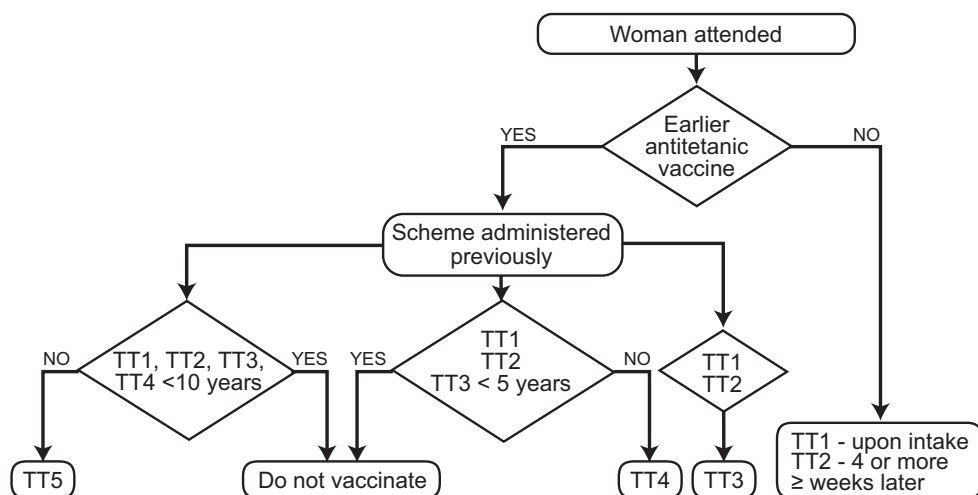 Woman attended
Earlier
antitetanic
vaccine
YES
NO
Scheme administered
previously
NO
TT1, TT2, TT3,
TT4 <10 years
YES
YES
TT1
TT2
TT3 < 5 years
NO
TT1
TT2
TT5
Do not vaccinate
TT4
TT3
TT1 - upon intake
TT2 - 4 or more
≥ weeks later